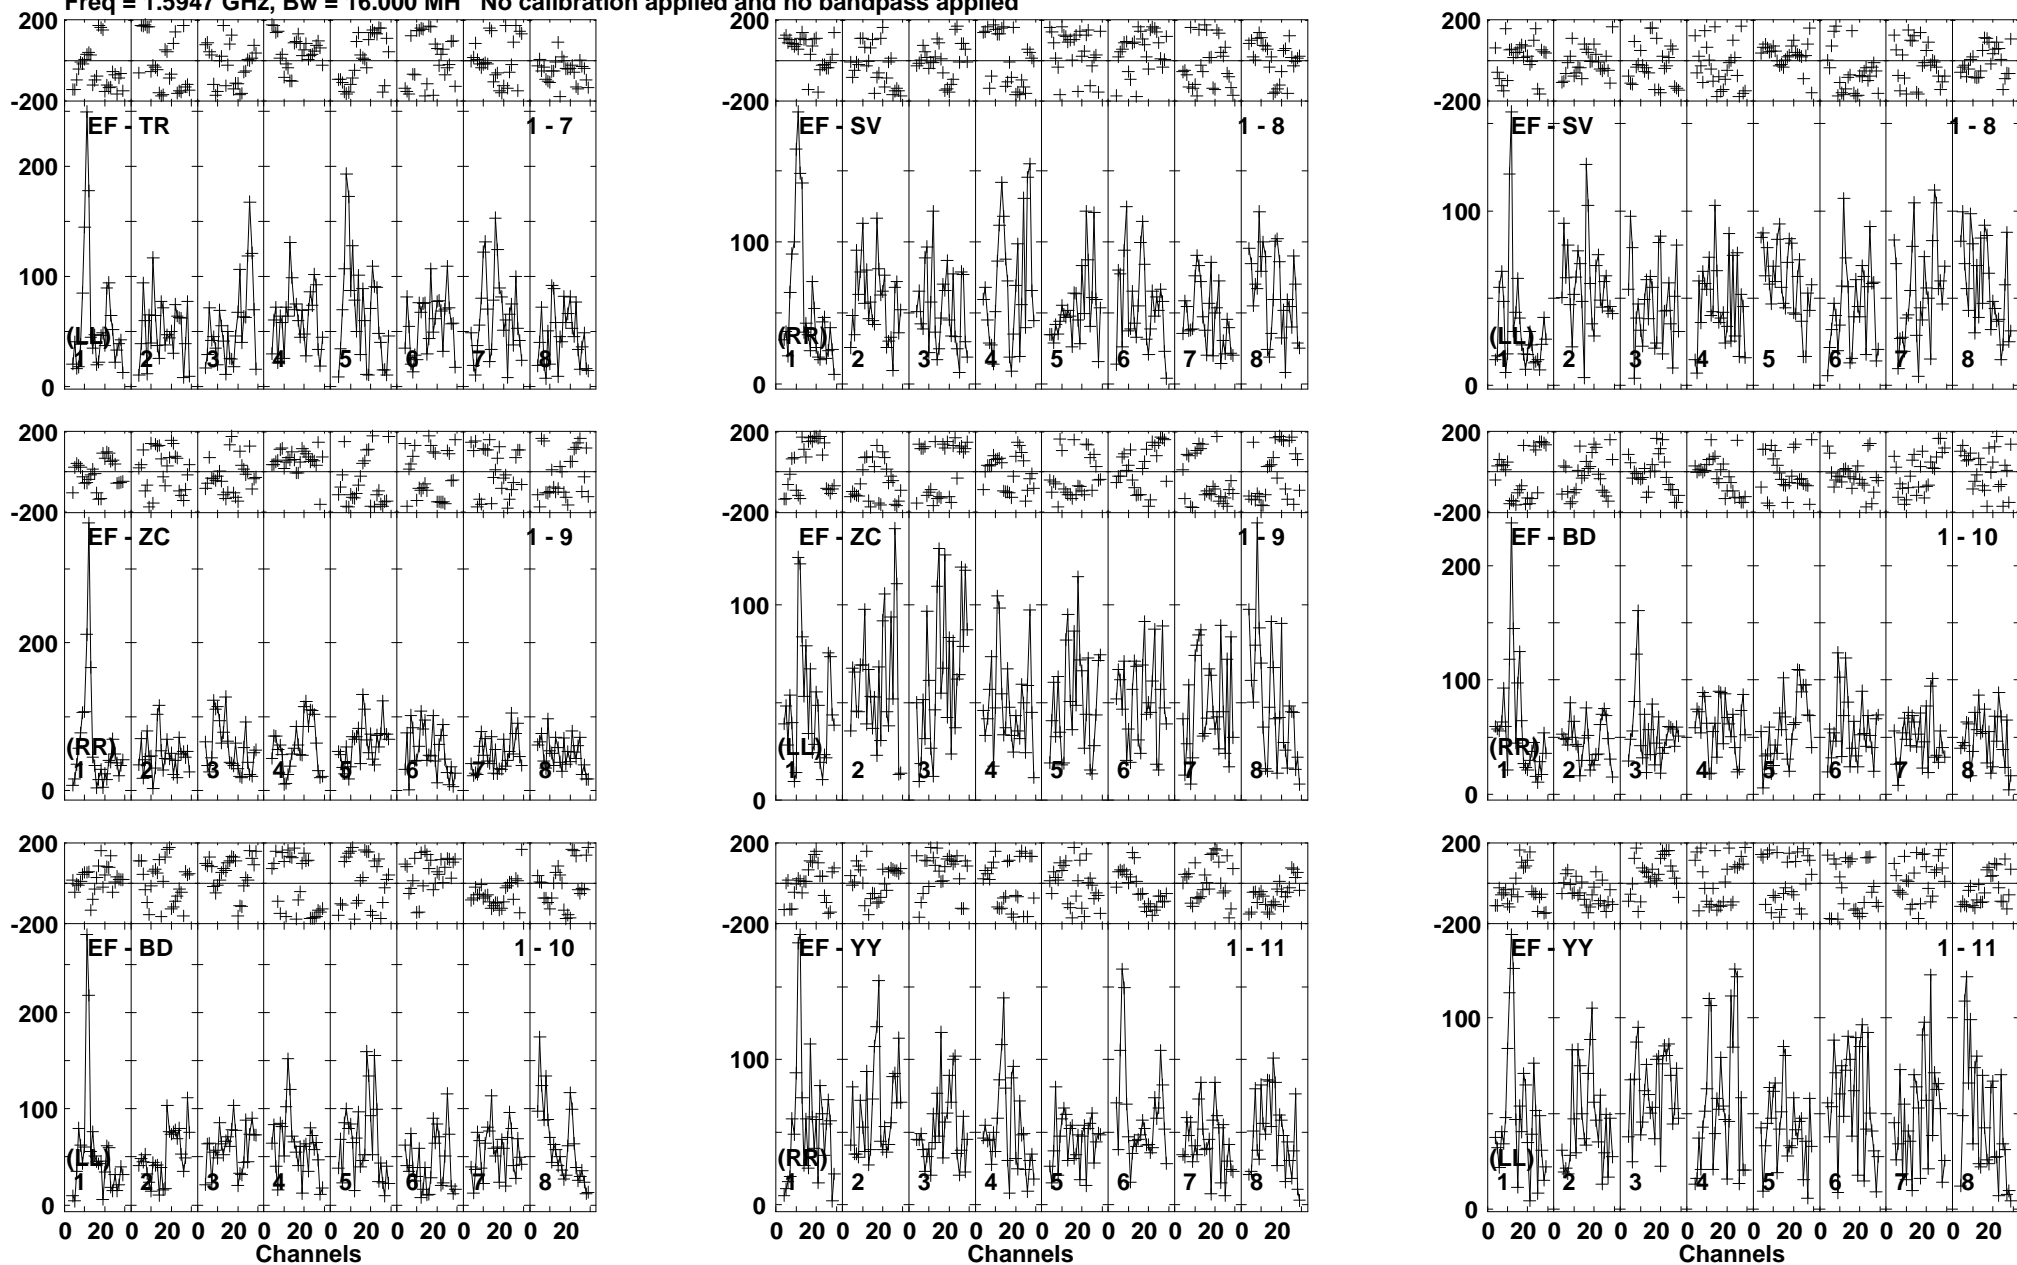 Freq = 1.5947 GHz, Bw = 16.000 MH No calibration applied and no bandpass applied
200 200 200
-200 -200 -200
EF - TR 1 - 7 EF - SV 1 - 8 EF - SV 1 - 8
200
100 100 100
(LL) (RR) (LL)
1 2 3 4 5 6 7 8 1 2 3 4 5 6 7 8 1 2 3 4 5 6 7 8
0 0 0
200 200 200
-200 -200 -200
EF - ZC 1 - 9 EF - ZC 1 - 9 EF - BD 1 - 10
200 100 200
100
(RR) (LL) (RR)
1 2 3 4 5 6 7 8 1 2 3 4 5 6 7 8 1 2 3 4 5 6 7 8
0 0 0
200 200 200
-200 -200 -200
EF - BD 1 - 10 EF - YY 1 - 11 EF - YY 1 - 11
200
100 100 100
(LL) (RR) (LL)
1 2 3 4 5 6 7 8 1 2 3 4 5 6 7 8 1 2 3 4 5 6 7 8
0 0 0
0 20 0 20 0 20 0 20 0 20 0 20 0 20 0 20 0 20 0 20 0 20 0 20 0 20 0 20 0 20 0 20 0 20 0 20 0 20 0 20 0 20 0 20 0 20 0 20
Channels Channels Channels